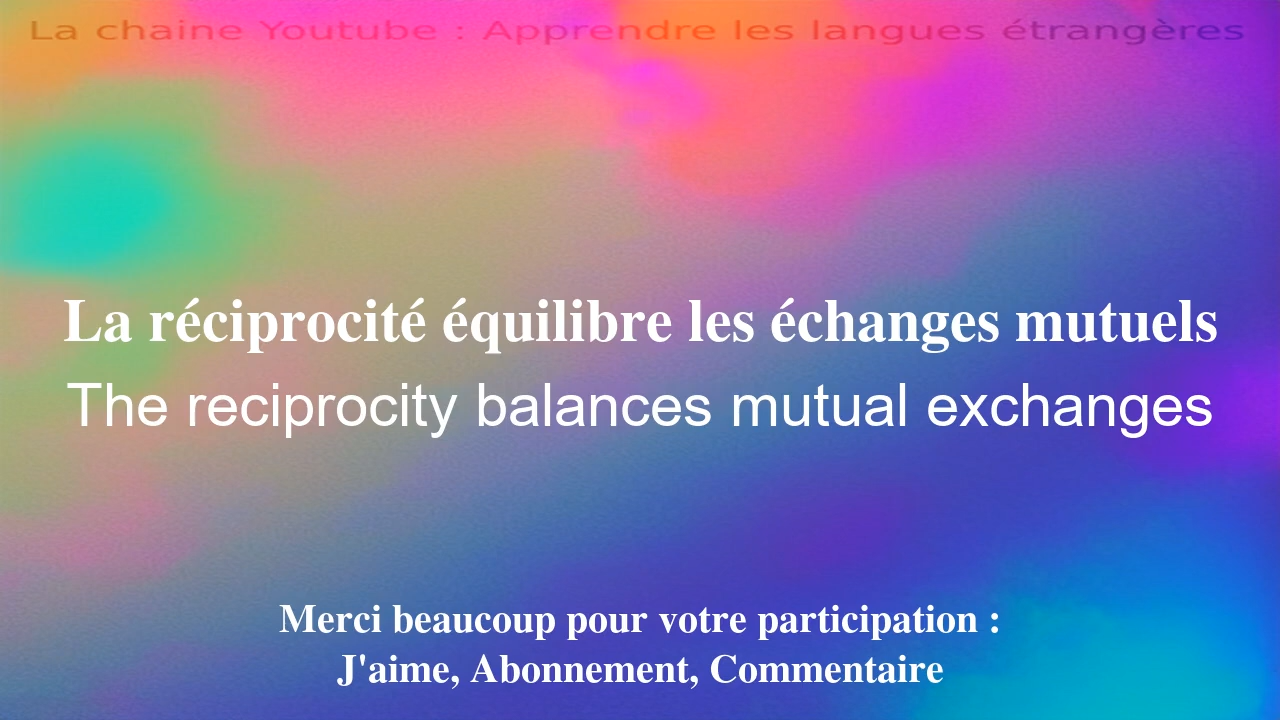 La chaine Youtube : Apprendre les langues étrangères
La réciprocité équilibre les échanges mutuels
The reciprocity balances mutual exchanges
Merci beaucoup pour votre participation :
J'aime, Abonnement, Commentaire